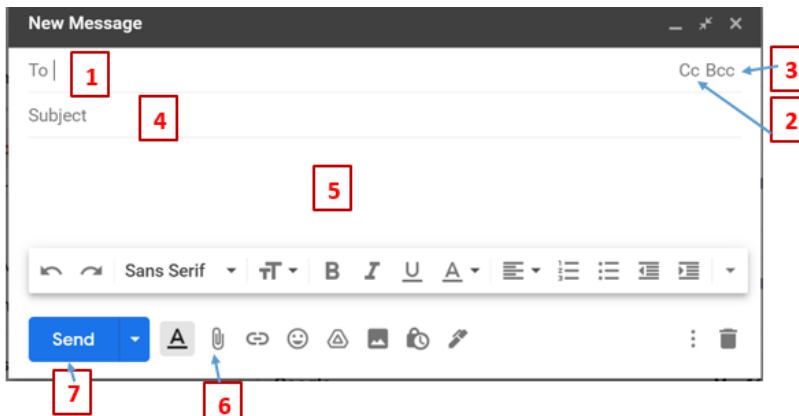 New Message
To 1
Cc Bcc 3
2
Subject 4
5
Sans Serif
Send
7
6